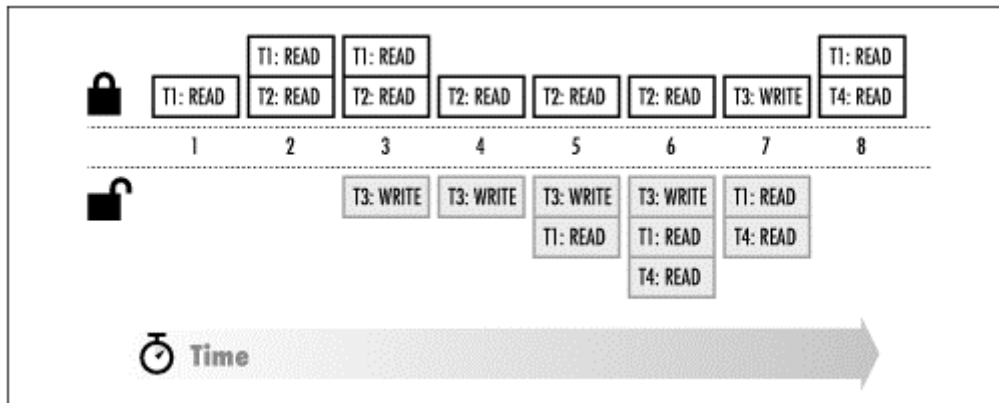 T1: READ T1: READ T1: READ
T1: READ T2: READ T2: READ T2: READ T2: READ T2: READ T3: WRITE T4: READ
1 2 3 4 5 6 7 8
T3: WRITE T3: WRITE T3: WRITE T3: WRITE T1: READ
T1: READ T1: READ T4: READ
T4: READ
Time